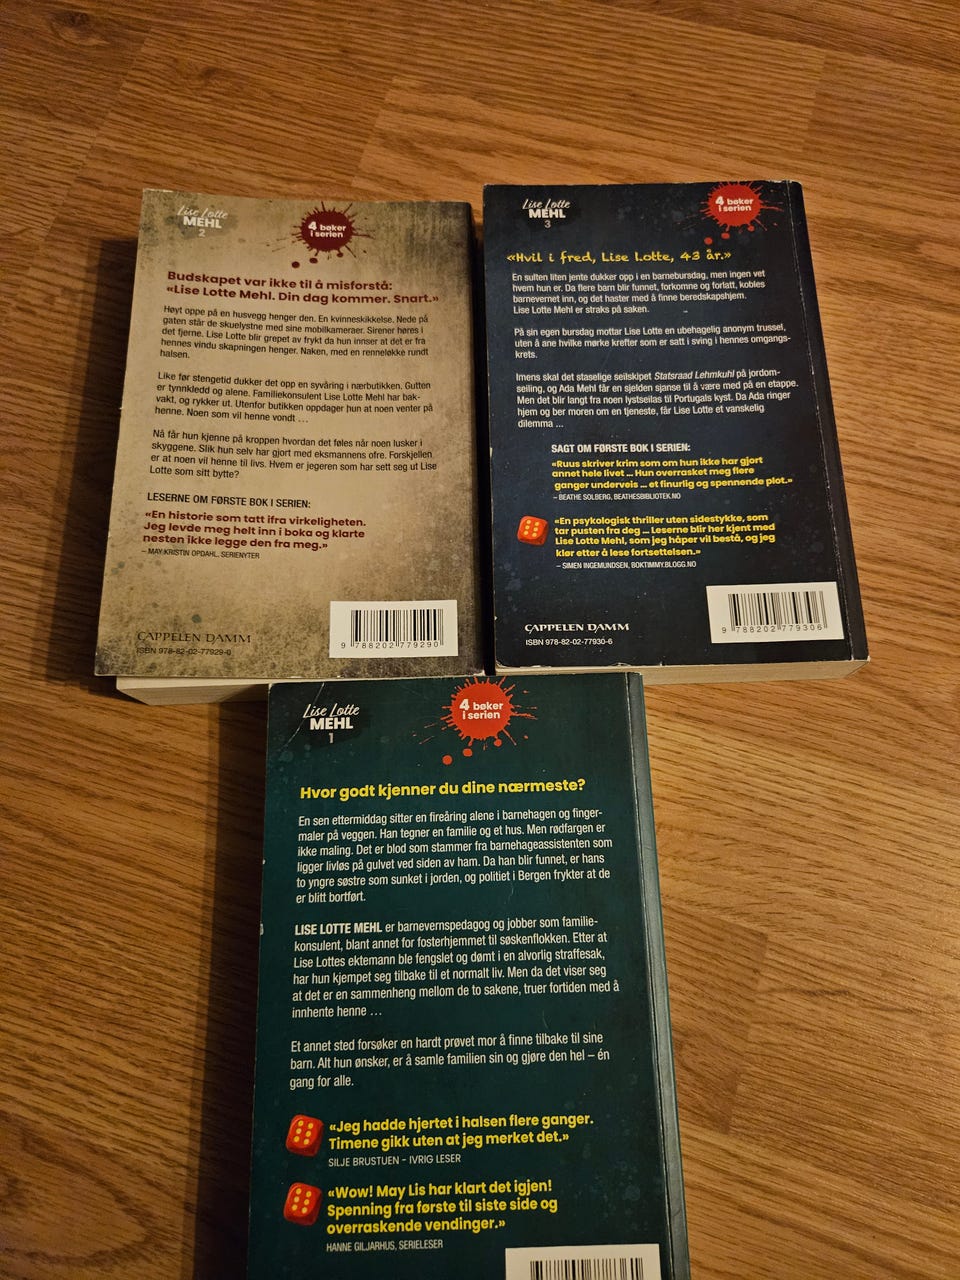 Lise Lotte
MEHL
2
4 bøker
i serien
Budskapet var ikke til å misforstå:
«Lise Lotte Mehl. Din dag kommer. Snart.»
Høyt oppe på en husvegg henger den. En kvinneskikkelse. Nede på
gaten står de skuelystne med sine mobilkameraer. Sirener høres i
det fjerne. Lise Lotte blir grepet av frykt da hun innser at det er fra
hennes vindu skapningen henger. Naken, med en renneløkke rundt
halsen.
Like før stengetid dukker det opp en syvåring i nærbutikken. Gutten
er tynnkledd og alene. Familiekonsulent Lise Lotte Mehl har bak-
vakt, og rykker ut. Utenfor butikken oppdager hun at noen venter på
henne. Noen som vil henne vondt ...
Nå får hun kjenne på kroppen hvordan det føles når noen lusker i
skyggene. Slik hun selv har gjort med eksmannens ofre. Forskjellen
er at noen vil henne til livs. Hvem er jegeren som har sett seg ut Lise
Lotte som sitt bytte?
LESERNE OM FØRSTE BOK I SERIEN:
«En historie som tatt ifra virkeligheten.
Jeg levde meg helt inn i boka og klarte
nesten ikke legge den fra meg.»
– MAY-KRISTIN OPDAHL, SERIENYTER
CAPPELEN DAMM
ISBN 978-82-02-77929-0
9 788202 779290
Lise Lotte
MEHL
3
4 bøker
i serien
«Hvil i fred, Lise Lotte, 43 år.»
En sulten liten jente dukker opp i en barnebursdag, men ingen vet
hvem hun er. Da flere barn blir funnet, forkomne og forlatt, kobles
barnevernet inn, og det haster med å finne beredskapshjem.
Lise Lotte Mehl er straks på saken.
På sin egen bursdag mottar Lise Lotte en ubehagelig anonym trussel,
uten å ane hvilke mørke krefter som er satt i sving i hennes omgangs-
krets.
Imens skal det staselige seilskipet Statsraad Lehmkuhl på jordom-
seiling, og Ada Mehl får en sjelden sjanse til å være med på en etappe.
Men det blir langt fra noen lystseilas til Portugals kyst. Da Ada ringer
hjem og ber moren om en tjeneste, får Lise Lotte et vanskelig
dilemma ...
SAGT OM FØRSTE BOK I SERIEN:
«Ruus skriver krim som om hun ikke har gjort
annet hele livet ... Hun overrasket meg flere
ganger underveis ... et finurlig og spennende plot.»
– BEATHE SOLBERG, BEATHESBIBLIOTEK.NO
«En psykologisk thriller uten sidestykke, som
tar pusten fra deg ... Leserne blir her kjent med
Lise Lotte Mehl, som jeg håper vil bestå, og jeg
klør etter å lese fortsettelsen.»
– SIMEN INGEMUNDSEN, BOKTIMMY.BLOGG.NO
CAPPELEN DAMM
ISBN 978-82-02-77930-6
9 788202 779306
Lise Lotte
MEHL
1
4 bøker
i serien
Hvor godt kjenner du dine nærmeste?
En sen ettermiddag sitter en fireåring alene i barnehagen og finger-
maler på veggen. Han tegner en familie og et hus. Men rødfargen er
ikke maling. Det er blod som stammer fra barnehageassistenten som
ligger livløs på gulvet ved siden av ham. Da han blir funnet, er hans
to yngre søstre som sunket i jorden, og politiet i Bergen frykter at de
er blitt bortført.
LISE LOTTE MEHL er barnevernspedagog og jobber som familie-
konsulent, blant annet for fosterhjemmet til søskenflokken. Etter at
Lise Lottes ektemann ble fengslet og dømt i en alvorlig straffesak,
har hun kjempet seg tilbake til et normalt liv. Men da det viser seg
at det er en sammenheng mellom de to sakene, truer fortiden med å
innhente henne ...
Et annet sted forsøker en hardt prøvet mor å finne tilbake til sine
barn. Alt hun ønsker, er å samle familien sin og gjøre den hel – én
gang for alle.
«Jeg hadde hjertet i halsen flere ganger.
Timene gikk uten at jeg merket det.»
SILJE BRUSTUEN – IVRIG LESER
«Wow! May Lis har klart det igjen!
Spenning fra første til siste side og
overraskende vendinger.»
HANNE GILJARHUS, SERIELESER